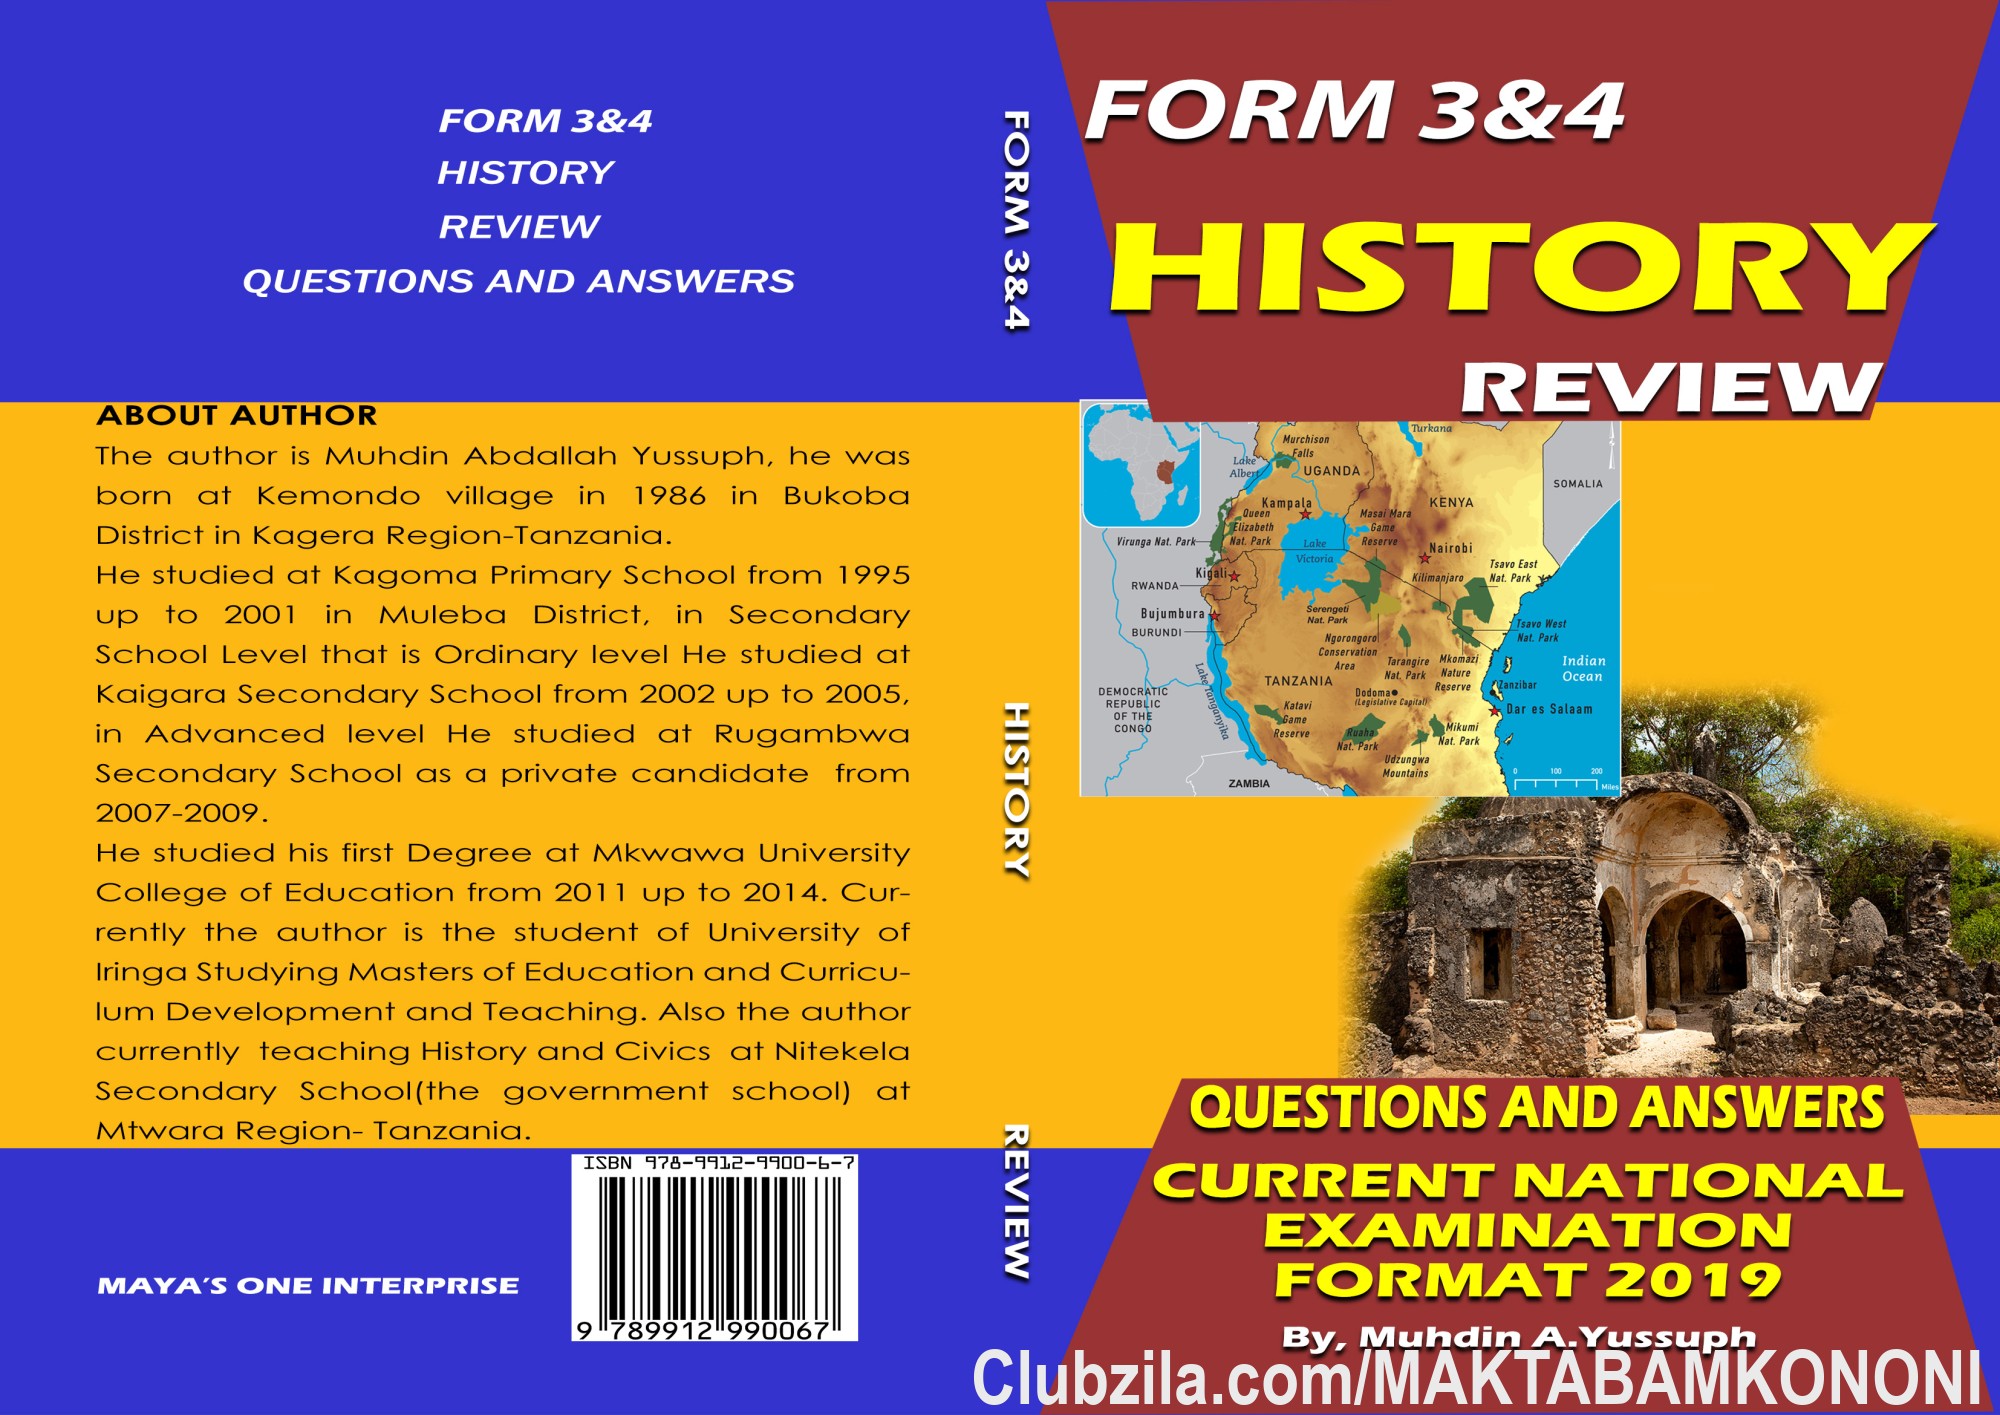 FORM 3&4
HISTORY
REVIEW
QUESTIONS AND ANSWERS
ABOUT AUTHOR
The author is Muhdin Abdallah Yussuph, he was
born at Kemondo village in 1986 in Bukoba
District in Kagera Region-Tanzania.
He studied at Kagoma Primary School from 1995
up to 2001 in Muleba District, in Secondary
School Level that is Ordinary level He studied at
Kaigara Secondary School from 2002 up to 2005,
in Advanced level He studied at Rugambwa
Secondary School as a private candidate from
2007-2009.
He studied his first Degree at Mkwawa University
College of Education from 2011 up to 2014. Cur-
rently the author is the student of University of
Iringa Studying Masters of Education and Curricu-
lum Development and Teaching. Also the author
currently teaching History and Civics at Nitekela
Secondary School(the government school) at
Mtwara Region- Tanzania.
MAYA'S ONE INTERPRISE
ISBN 978-9912-9900-6-7
9 789912 990067
FORM 3&4
HISTORY
REVIEW
FORM 3&4
HISTORY
REVIEW
Turkana
Murchison
Falls
Lake
Albert
UGANDA
SOMALIA
KENYA
Kampala
Queen
Elizabeth
Nat. Park
Masai Mara
Game
Reserve
Virunga Nat. Park
Lake
Victoria
Nairobi
Kigali
RWANDA
Kilimanjaro
Tsavo East
Nat. Park
Bujumbura
BURUNDI
Serengeti
Nat. Park
Tsavo West
Nat. Park
Ngorongoro
Conservation
Area
Tarangire
Nat. Park
Mkomazi
Nature
Reserve
Indian
Ocean
Lake Tanganyika
TANZANIA
Zanzibar
DEMOCRATIC
REPUBLIC
OF THE
CONGO
Dodoma
(Legislative Capital)
Dar es Salaam
Katavi
Game
Reserve
Ruaha
Nat. Park
Mikumi
Nat. Park
Udzungwa
Mountains
ZAMBIA
0 100 200
Miles
QUESTIONS AND ANSWERS
CURRENT NATIONAL
EXAMINATION
FORMAT 2019
By, Muhdin A.Yussuph
Clubzila.com/MAKTABAMKONONI